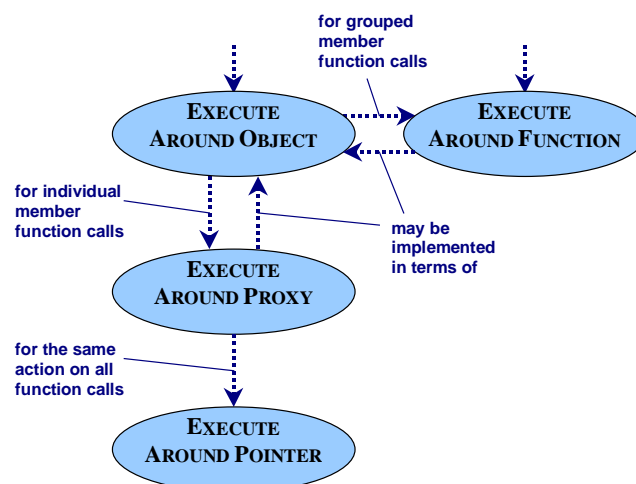 for grouped
member
function calls
EXECUTE
AROUND OBJECT
EXECUTE
AROUND FUNCTION
for individual
member
function calls
may be
implemented
in terms of
EXECUTE
AROUND PROXY
for the same
action on all
function calls
EXECUTE
AROUND POINTER